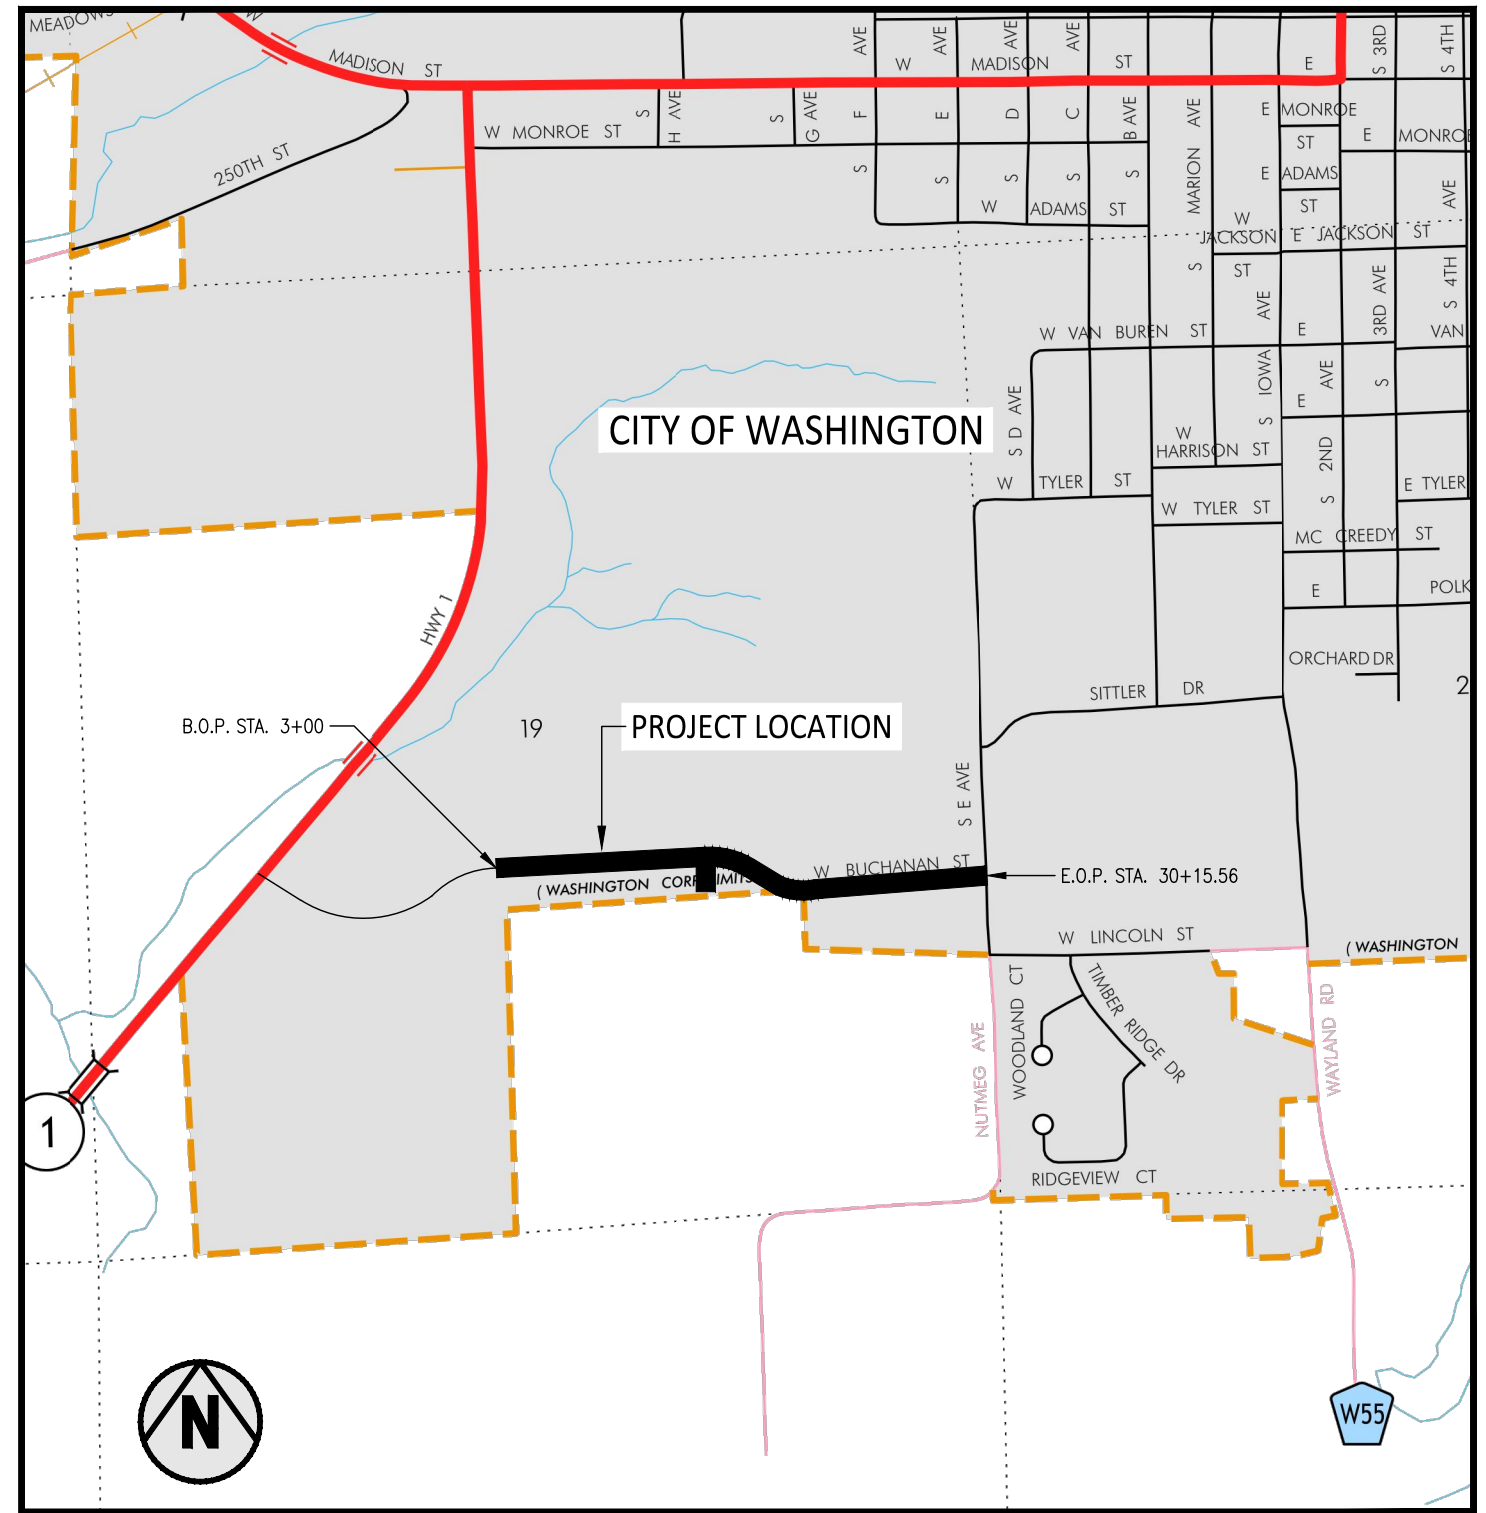 MEADOWS
W
MADISON ST
AVE
AVE
AVE
AVE
W MADISON ST
E
S 3RD
S 4TH
250TH ST
W MONROE ST
S H AVE
S G AVE
S F
S E
S D
S C
S B AVE
S MARION AVE
E MONROE ST
E MONROE
E ADAMS ST
W ADAMS ST
W JACKSON ST
E JACKSON ST
AVE
S 4TH
S IOWA AVE
S 3RD AVE
W VAN BUREN ST
E VAN
CITY OF WASHINGTON
S D AVE
E
S 2ND AVE
W HARRISON ST
W TYLER ST
E TYLER
W TYLER ST
MC CREEDY ST
E POLK
HWY 1
ORCHARD DR
SITTLER DR
2
B.O.P. STA. 3+00
19
PROJECT LOCATION
S E AVE
W BUCHANAN ST
( WASHINGTON CORP LIMITS
E.O.P. STA. 30+15.56
W LINCOLN ST
( WASHINGTON
NUTMEG AVE
WOODLAND CT
TIMBER RIDGE DR
WAYLAND RD
1
RIDGEVIEW CT
N
W55